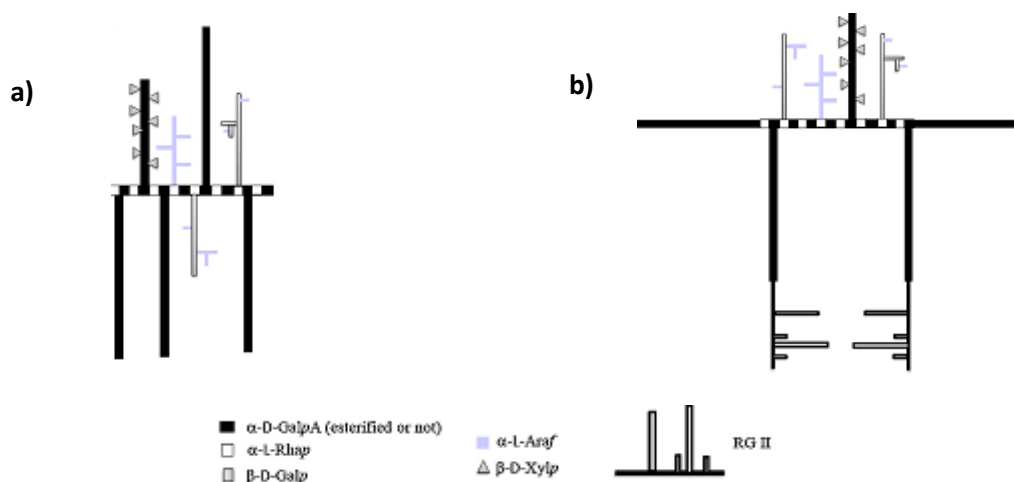 a)
b)
α-D-GalpA (esterified or not)
α-L-Rhap
β-D-Galp
α-L-Araf
β-D-Xylp
RG II